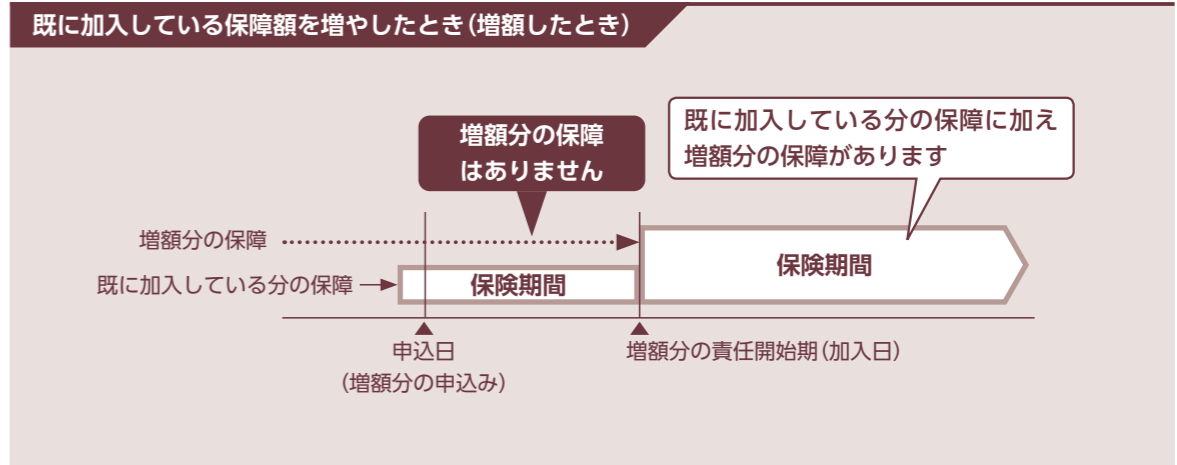 既に加入している保障額を増やしたとき（増額したとき）
増額分の保障
はありません
既に加入している分の保障に加え
増額分の保障があります
増額分の保障
保険期間
既に加入している分の保障
保険期間
申込日
（増額分の申込み）
増額分の責任開始期（加入日）